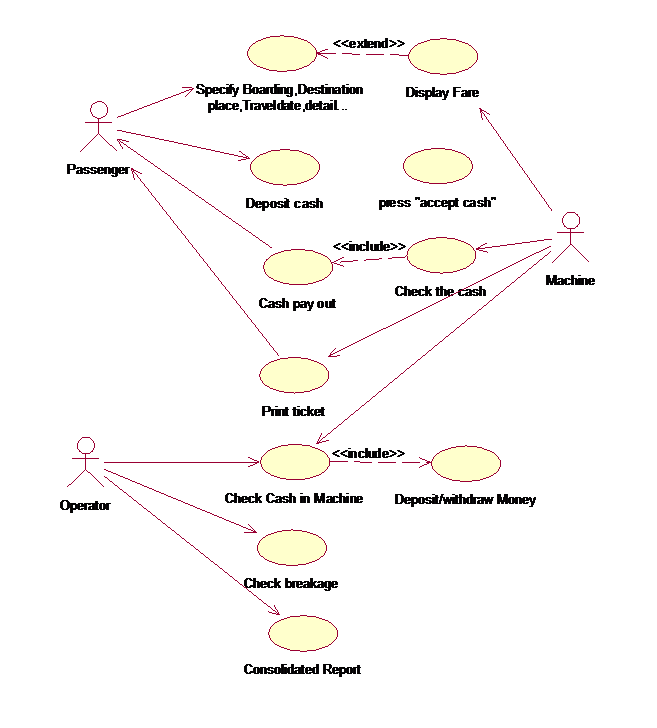 <<extend>>
Specify Boarding,Destination
place,Traveldate,detail...
Display Fare
Passenger
Deposit cash
press "accept cash"
<<include>>
Cash pay out
Check the cash
Machine
Print ticket
Operator
<<include>>
Check Cash in Machine
Deposit/withdraw Money
Check breakage
Consolidated Report